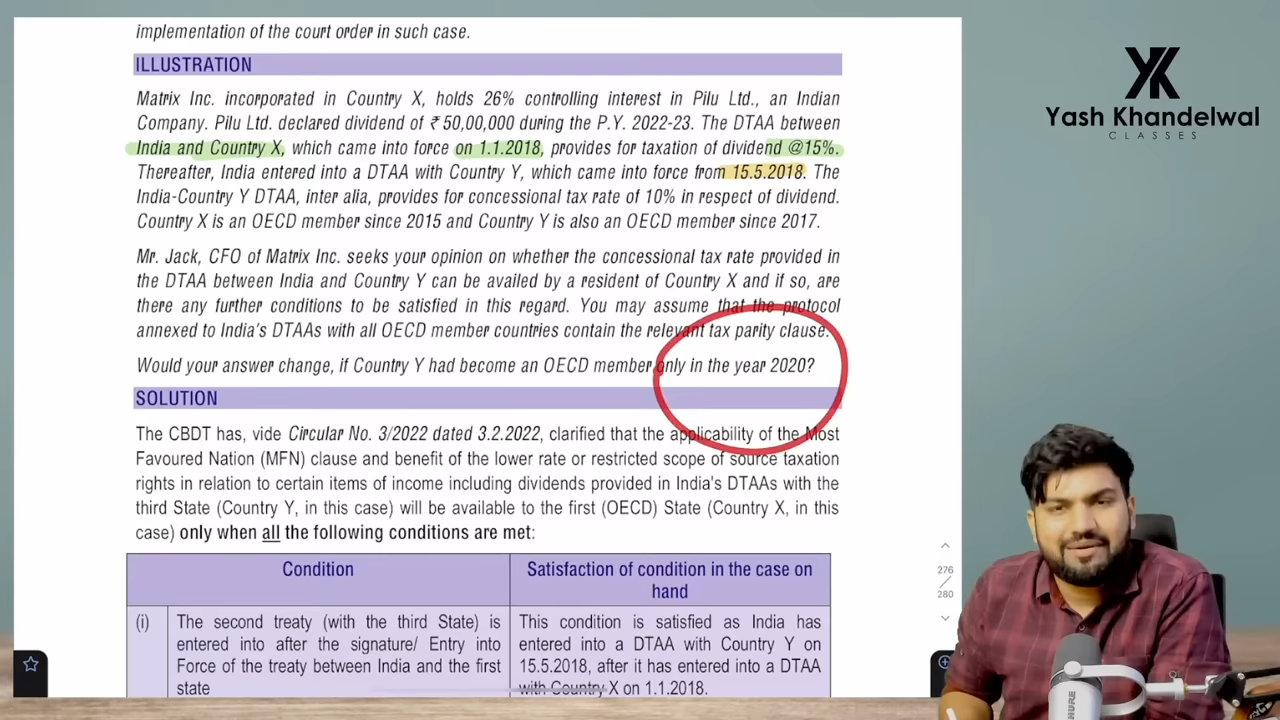 implementation of the court order in such case.
ILLUSTRATION
Matrix Inc. incorporated in Country X, holds 26% controlling interest in Pilu Ltd., an Indian
Company. Pilu Ltd. declared dividend of ₹ 50,00,000 during the P.Y. 2022-23. The DTAA between
India and Country X, which came into force on 1.1.2018, provides for taxation of dividend @15%.
Thereafter, India entered into a DTAA with Country Y, which came into force from 15.5.2018. The
India-Country Y DTAA, inter alia, provides for concessional tax rate of 10% in respect of dividend.
Country X is an OECD member since 2015 and Country Y is also an OECD member since 2017.
Mr. Jack, CFO of Matrix Inc. seeks your opinion on whether the concessional tax rate provided in
the DTAA between India and Country Y can be availed by a resident of Country X and if so, are
there any further conditions to be satisfied in this regard. You may assume that the protocol
annexed to India's DTAAs with all OECD member countries contain the relevant tax parity clause.
Would your answer change, if Country Y had become an OECD member only in the year 2020?
SOLUTION
The CBDT has, vide Circular No. 3/2022 dated 3.2.2022, clarified that the applicability of the Most
Favoured Nation (MFN) clause and benefit of the lower rate or restricted scope of source taxation
rights in relation to certain items of income including dividends provided in India's DTAAs with the
third State (Country Y, in this case) will be available to the first (OECD) State (Country X, in this
case) only when all the following conditions are met:
Condition
Satisfaction of condition in the case on
hand
(i)
The second treaty (with the third State) is
entered into after the signature/ Entry into
Force of the treaty between India and the first
state
This condition is satisfied as India has
entered into a DTAA with Country Y on
15.5.2018, after it has entered into a DTAA
with Country X on 1.1.2018.
276
280
YK
Yash Khandelwal
CLASSES
SHURE